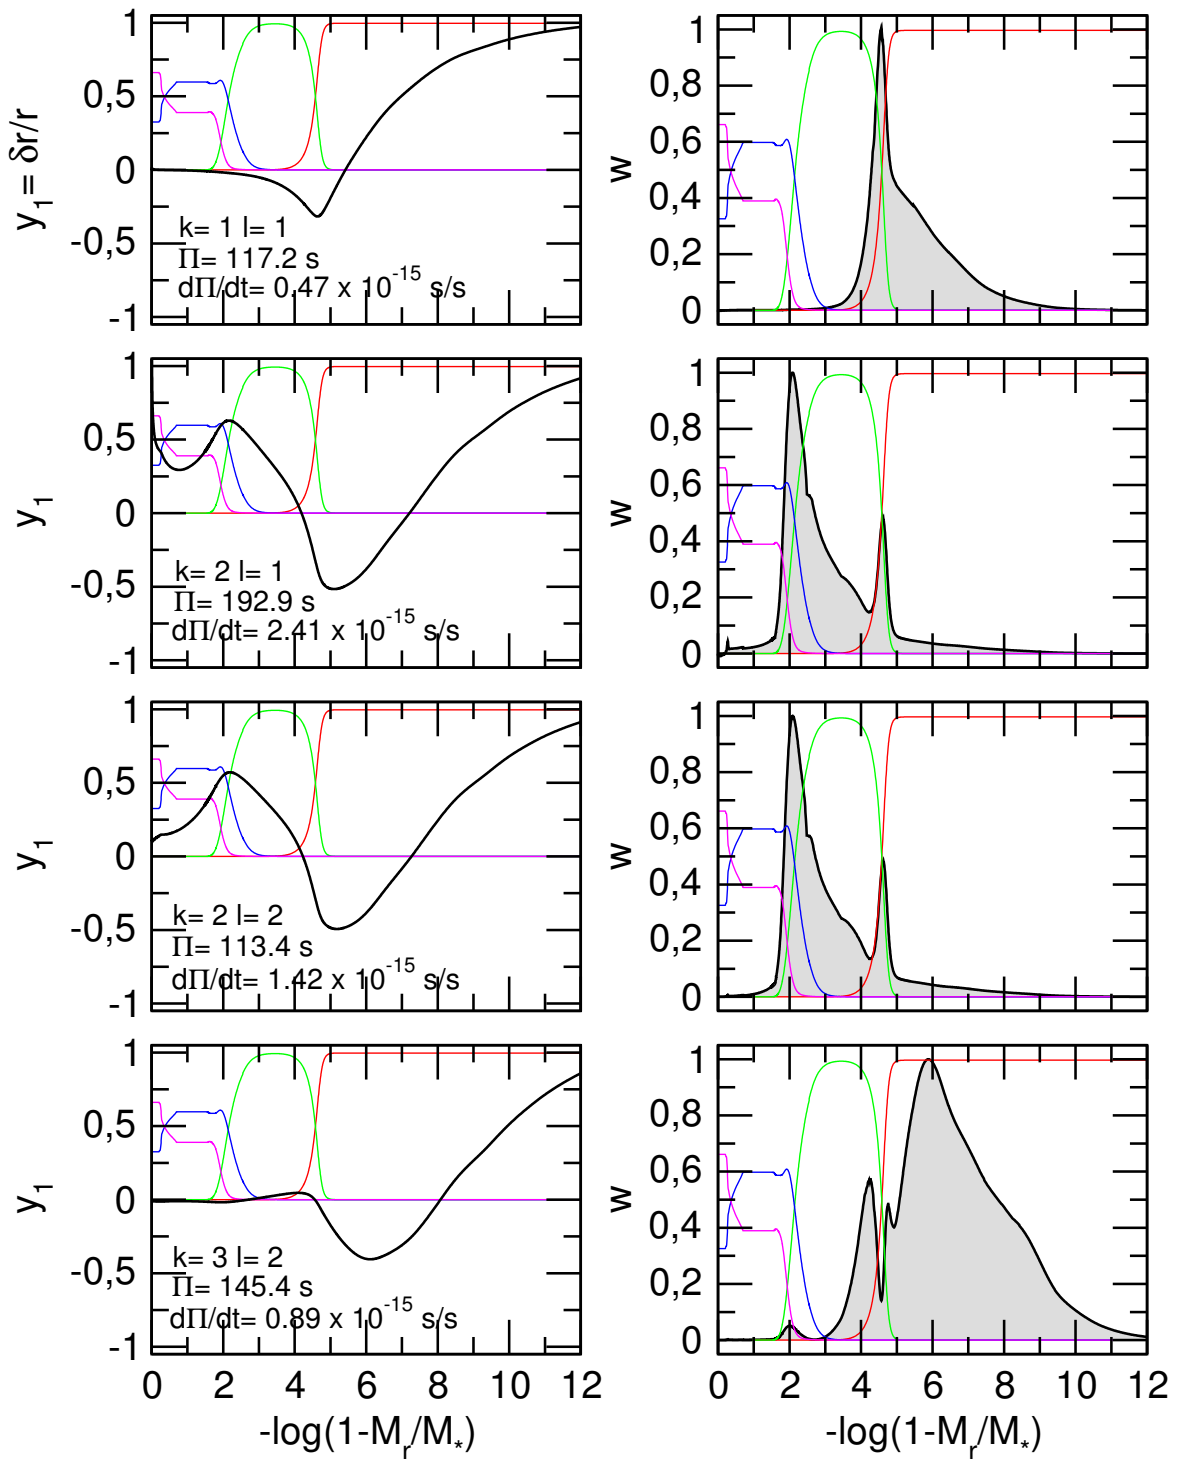 1
0,5
0
-0,5
-1
y₁ = δr/r
k= 1 l= 1
Π= 117.2 s
dΠ/dt= 0.47 x 10⁻¹⁵ s/s
1
0,8
0,6
0,4
0,2
0
w
1
0,5
0
-0,5
-1
y₁
k= 2 l= 1
Π= 192.9 s
dΠ/dt= 2.41 x 10⁻¹⁵ s/s
1
0,8
0,6
0,4
0,2
0
w
1
0,5
0
-0,5
-1
y₁
k= 2 l= 2
Π= 113.4 s
dΠ/dt= 1.42 x 10⁻¹⁵ s/s
1
0,8
0,6
0,4
0,2
0
w
1
0,5
0
-0,5
-1
y₁
k= 3 l= 2
Π= 145.4 s
dΠ/dt= 0.89 x 10⁻¹⁵ s/s
0 2 4 6 8 10 12
-log(1-M_r/M_*)
1
0,8
0,6
0,4
0,2
0
w
0 2 4 6 8 10 12
-log(1-M_r/M_*)